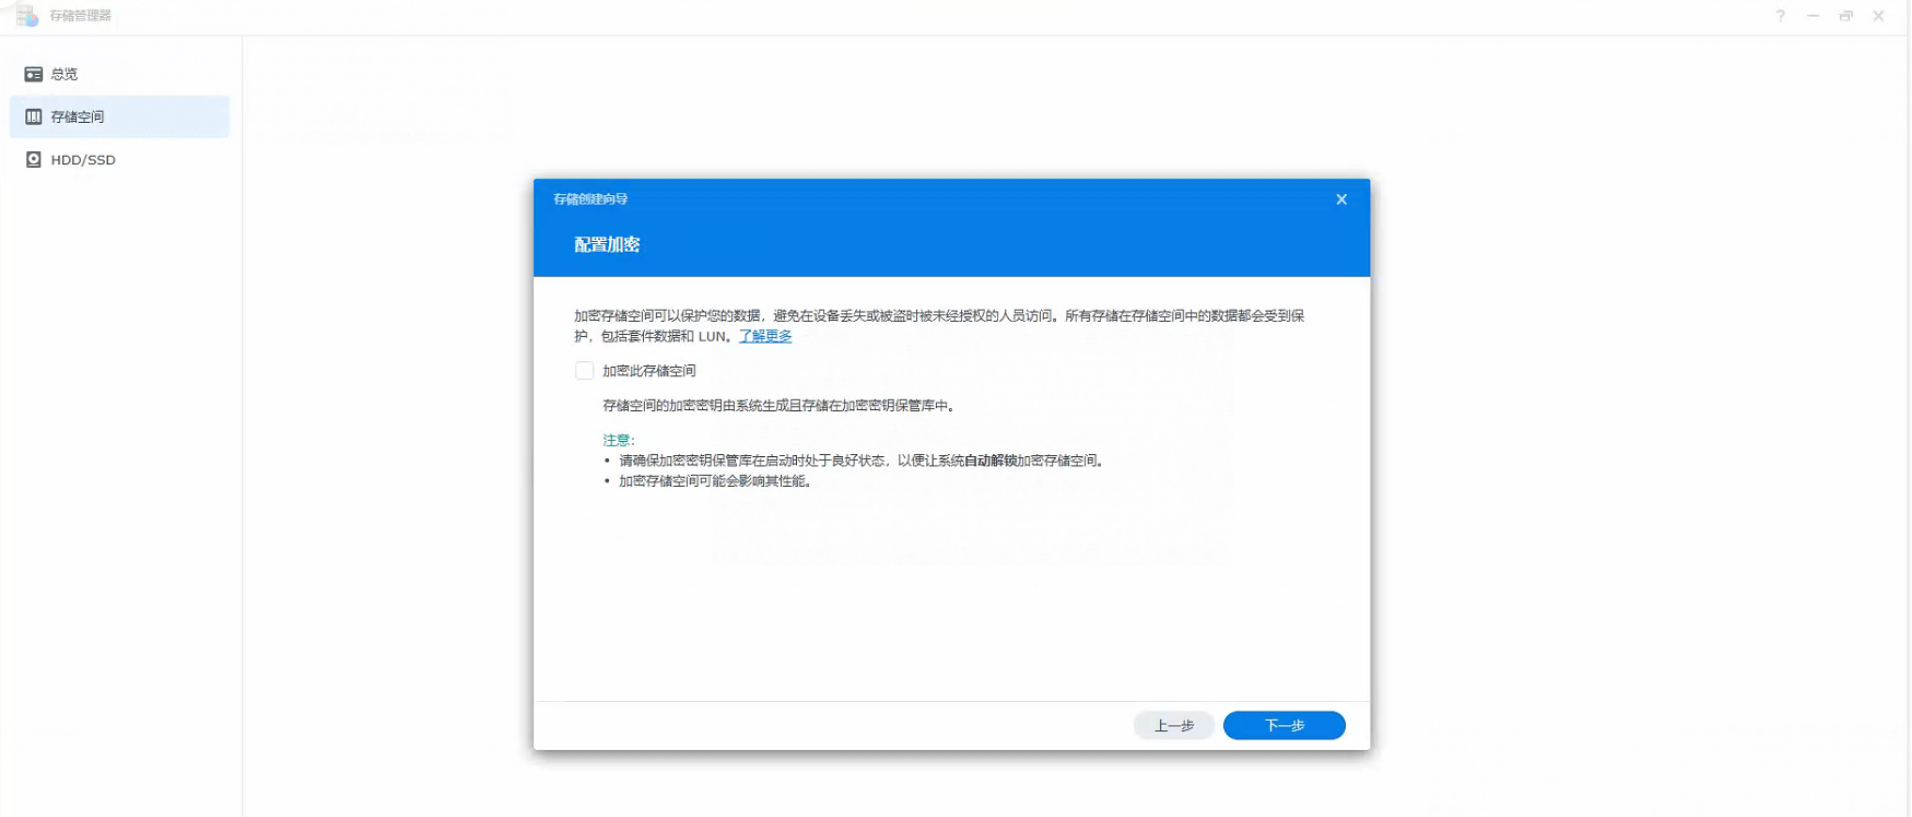 存储管理器
总览
存储空间
HDD/SSD
存储创建向导
配置加密
加密存储空间可以保护您的数据，避免在设备丢失或被盗时被未经授权的人员访问。所有存储在存储空间中的数据都会受到保
护，包括套件数据和 LUN。了解更多
加密此存储空间
存储空间的加密密钥由系统生成且存储在加密密钥保管库中。
注意：
• 请确保加密密钥保管库在启动时处于良好状态，以便让系统自动解锁加密存储空间。
• 加密存储空间可能会影响其性能。
上一步
下一步